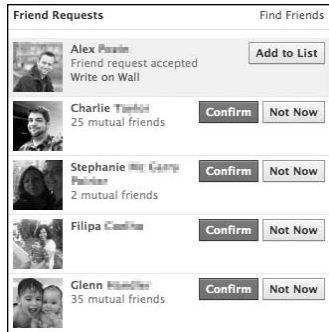 Friend Requests Find Friends
Alex
Friend request accepted
Write on Wall
Add to List
Charlie
25 mutual friends
Confirm Not Now
Stephanie
2 mutual friends
Confirm Not Now
Filipa
Confirm Not Now
Glenn
35 mutual friends
Confirm Not Now